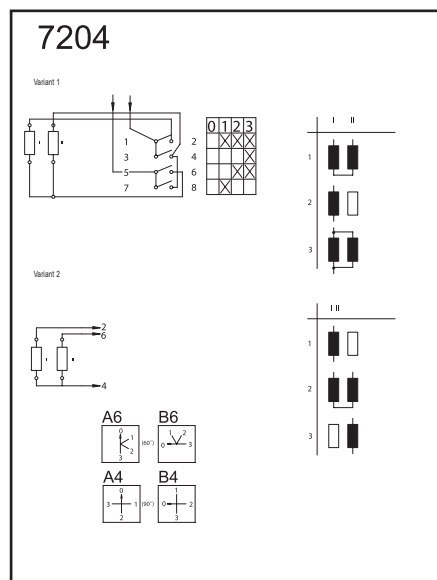 7204
Variant 1
I II
0 1 2 3
1 2
3 4
5 6
7 8
I II
1
2
3
Variant 2
2
6
4
I II
I II
1
2
3
A6 B6
0 1 2 3 (60°) 0 1 2 3
A4 B4
0 3 1 2 (90°) 1 0 2 3